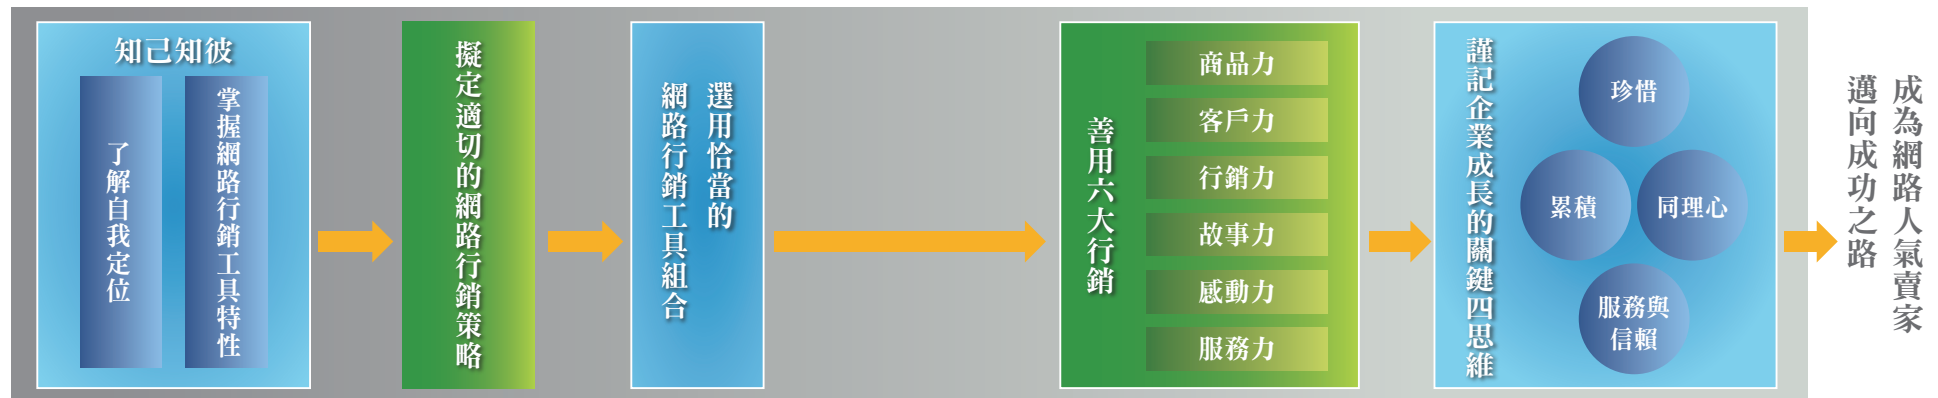 知己知彼
了解自我定位
掌握網路行銷工具特性
擬定適切的網路行銷策略
選用恰當的
網路行銷工具組合
善用六大行銷
商品力
客戶力
行銷力
故事力
感動力
服務力
謹記企業成長的關鍵四思維
珍惜
累積
同理心
服務與
信賴
成為網路人氣賣家
邁向成功之路